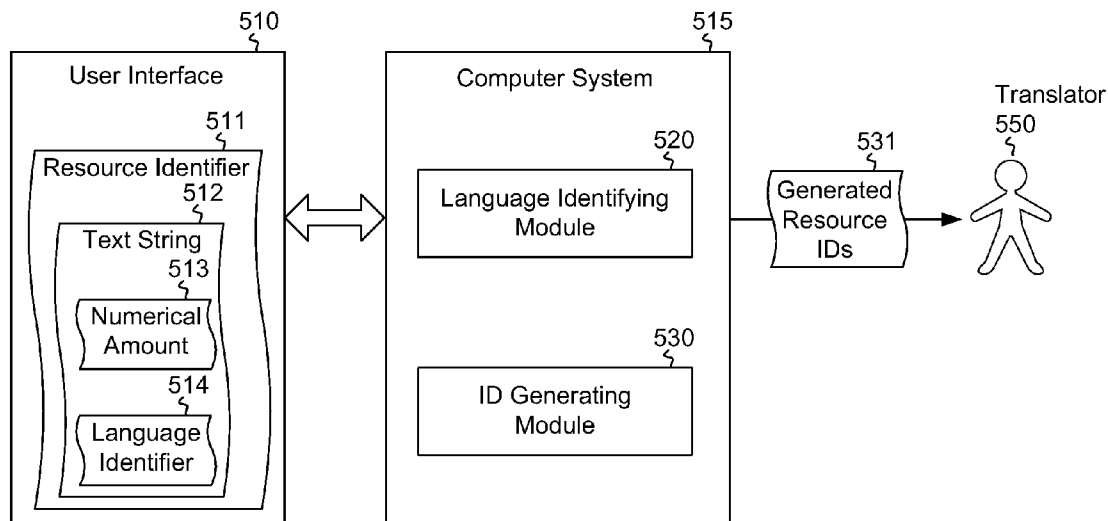 510
User Interface
511
Resource Identifier
512
Text String
513
Numerical
Amount
514
Language
Identifier
515
Computer System
520
Language Identifying
Module
530
ID Generating
Module
531
Generated
Resource
IDs
Translator
550